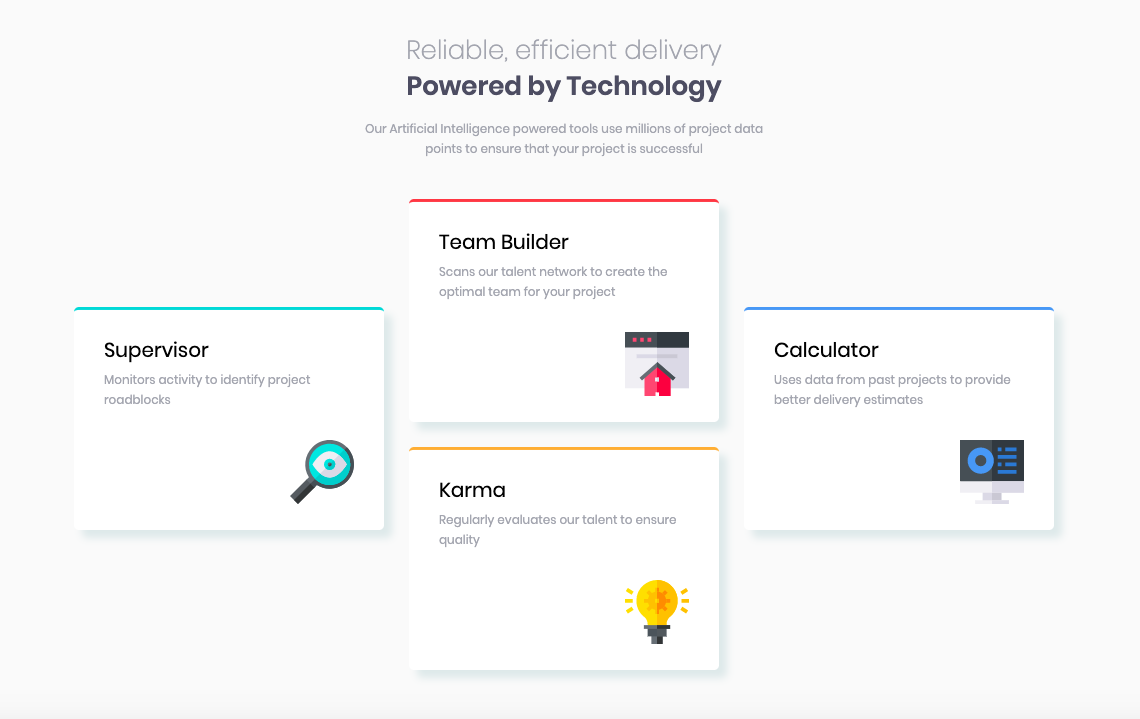 Reliable, efficient delivery
Powered by Technology
Our Artificial Intelligence powered tools use millions of project data
points to ensure that your project is successful
Team Builder
Scans our talent network to create the
optimal team for your project
Supervisor
Monitors activity to identify project
roadblocks
Calculator
Uses data from past projects to provide
better delivery estimates
Karma
Regularly evaluates our talent to ensure
quality